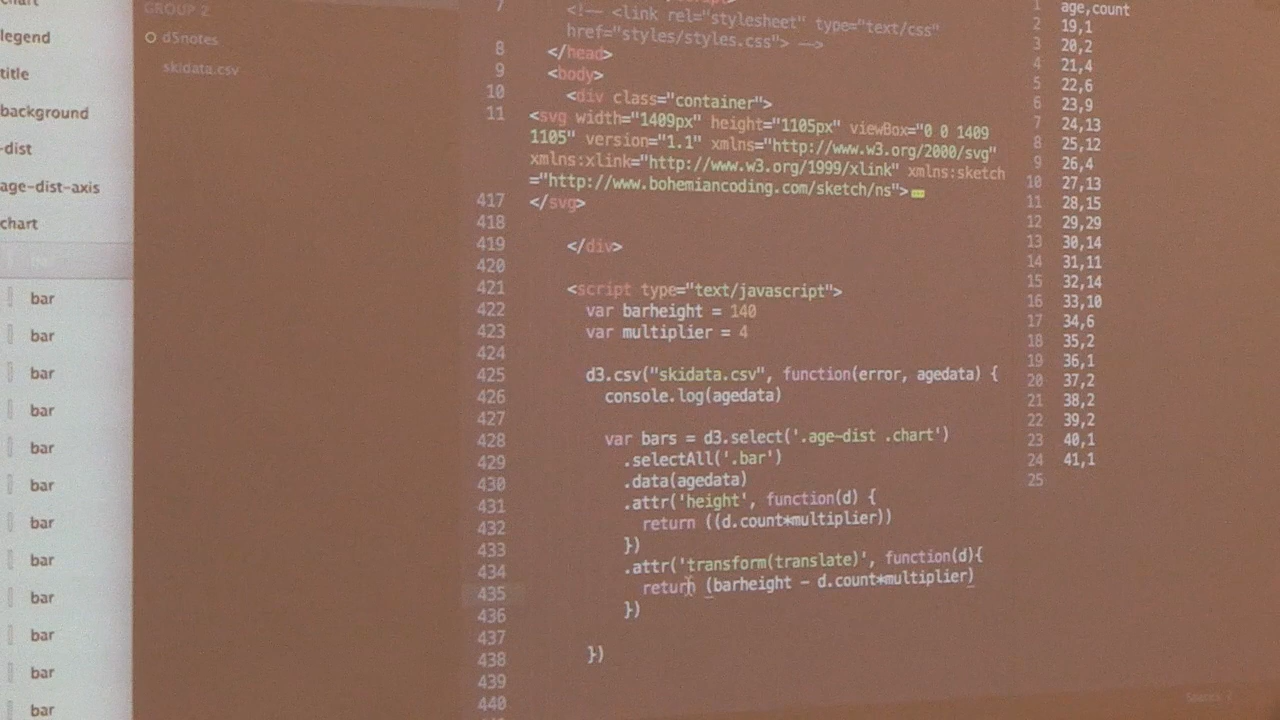 legend
title
background
-dist
age-dist-axis
chart
bar
bar
bar
bar
bar
bar
bar
bar
bar
bar
bar
bar
GROUP 2
d5notes
skidata.csv
7
<!-- <link rel="stylesheet" type="text/css"
href="styles/styles.css"> -->
8 </head>
9 <body>
10 <div class="container">
11 <svg width="1409px" height="1105px" viewBox="0 0 1409
1105" version="1.1" xmlns="http://www.w3.org/2000/svg"
xmlns:xlink="http://www.w3.org/1999/xlink" xmlns:sketch
="http://www.bohemiancoding.com/sketch/ns">
417 </svg>
418
419 </div>
420
421 <script type="text/javascript">
422 var barheight = 140
423 var multiplier = 4
424
425 d3.csv("skidata.csv", function(error, agedata) {
426 console.log(agedata)
427
428 var bars = d3.select('.age-dist .chart')
429 .selectAll('.bar')
430 .data(agedata)
431 .attr('height', function(d) {
432 return ((d.count*multiplier))
433 })
434 .attr('transform(translate)', function(d){
435 return (barheight - d.count*multiplier)
436 })
437
438 })
439
440
1 age,count
2 19,1
3 20,2
4 21,4
5 22,6
6 23,9
7 24,13
8 25,12
9 26,4
10 27,13
11 28,15
12 29,29
13 30,14
14 31,11
15 32,14
16 33,10
17 34,6
18 35,2
19 36,1
20 37,2
21 38,2
22 39,2
23 40,1
24 41,1
25